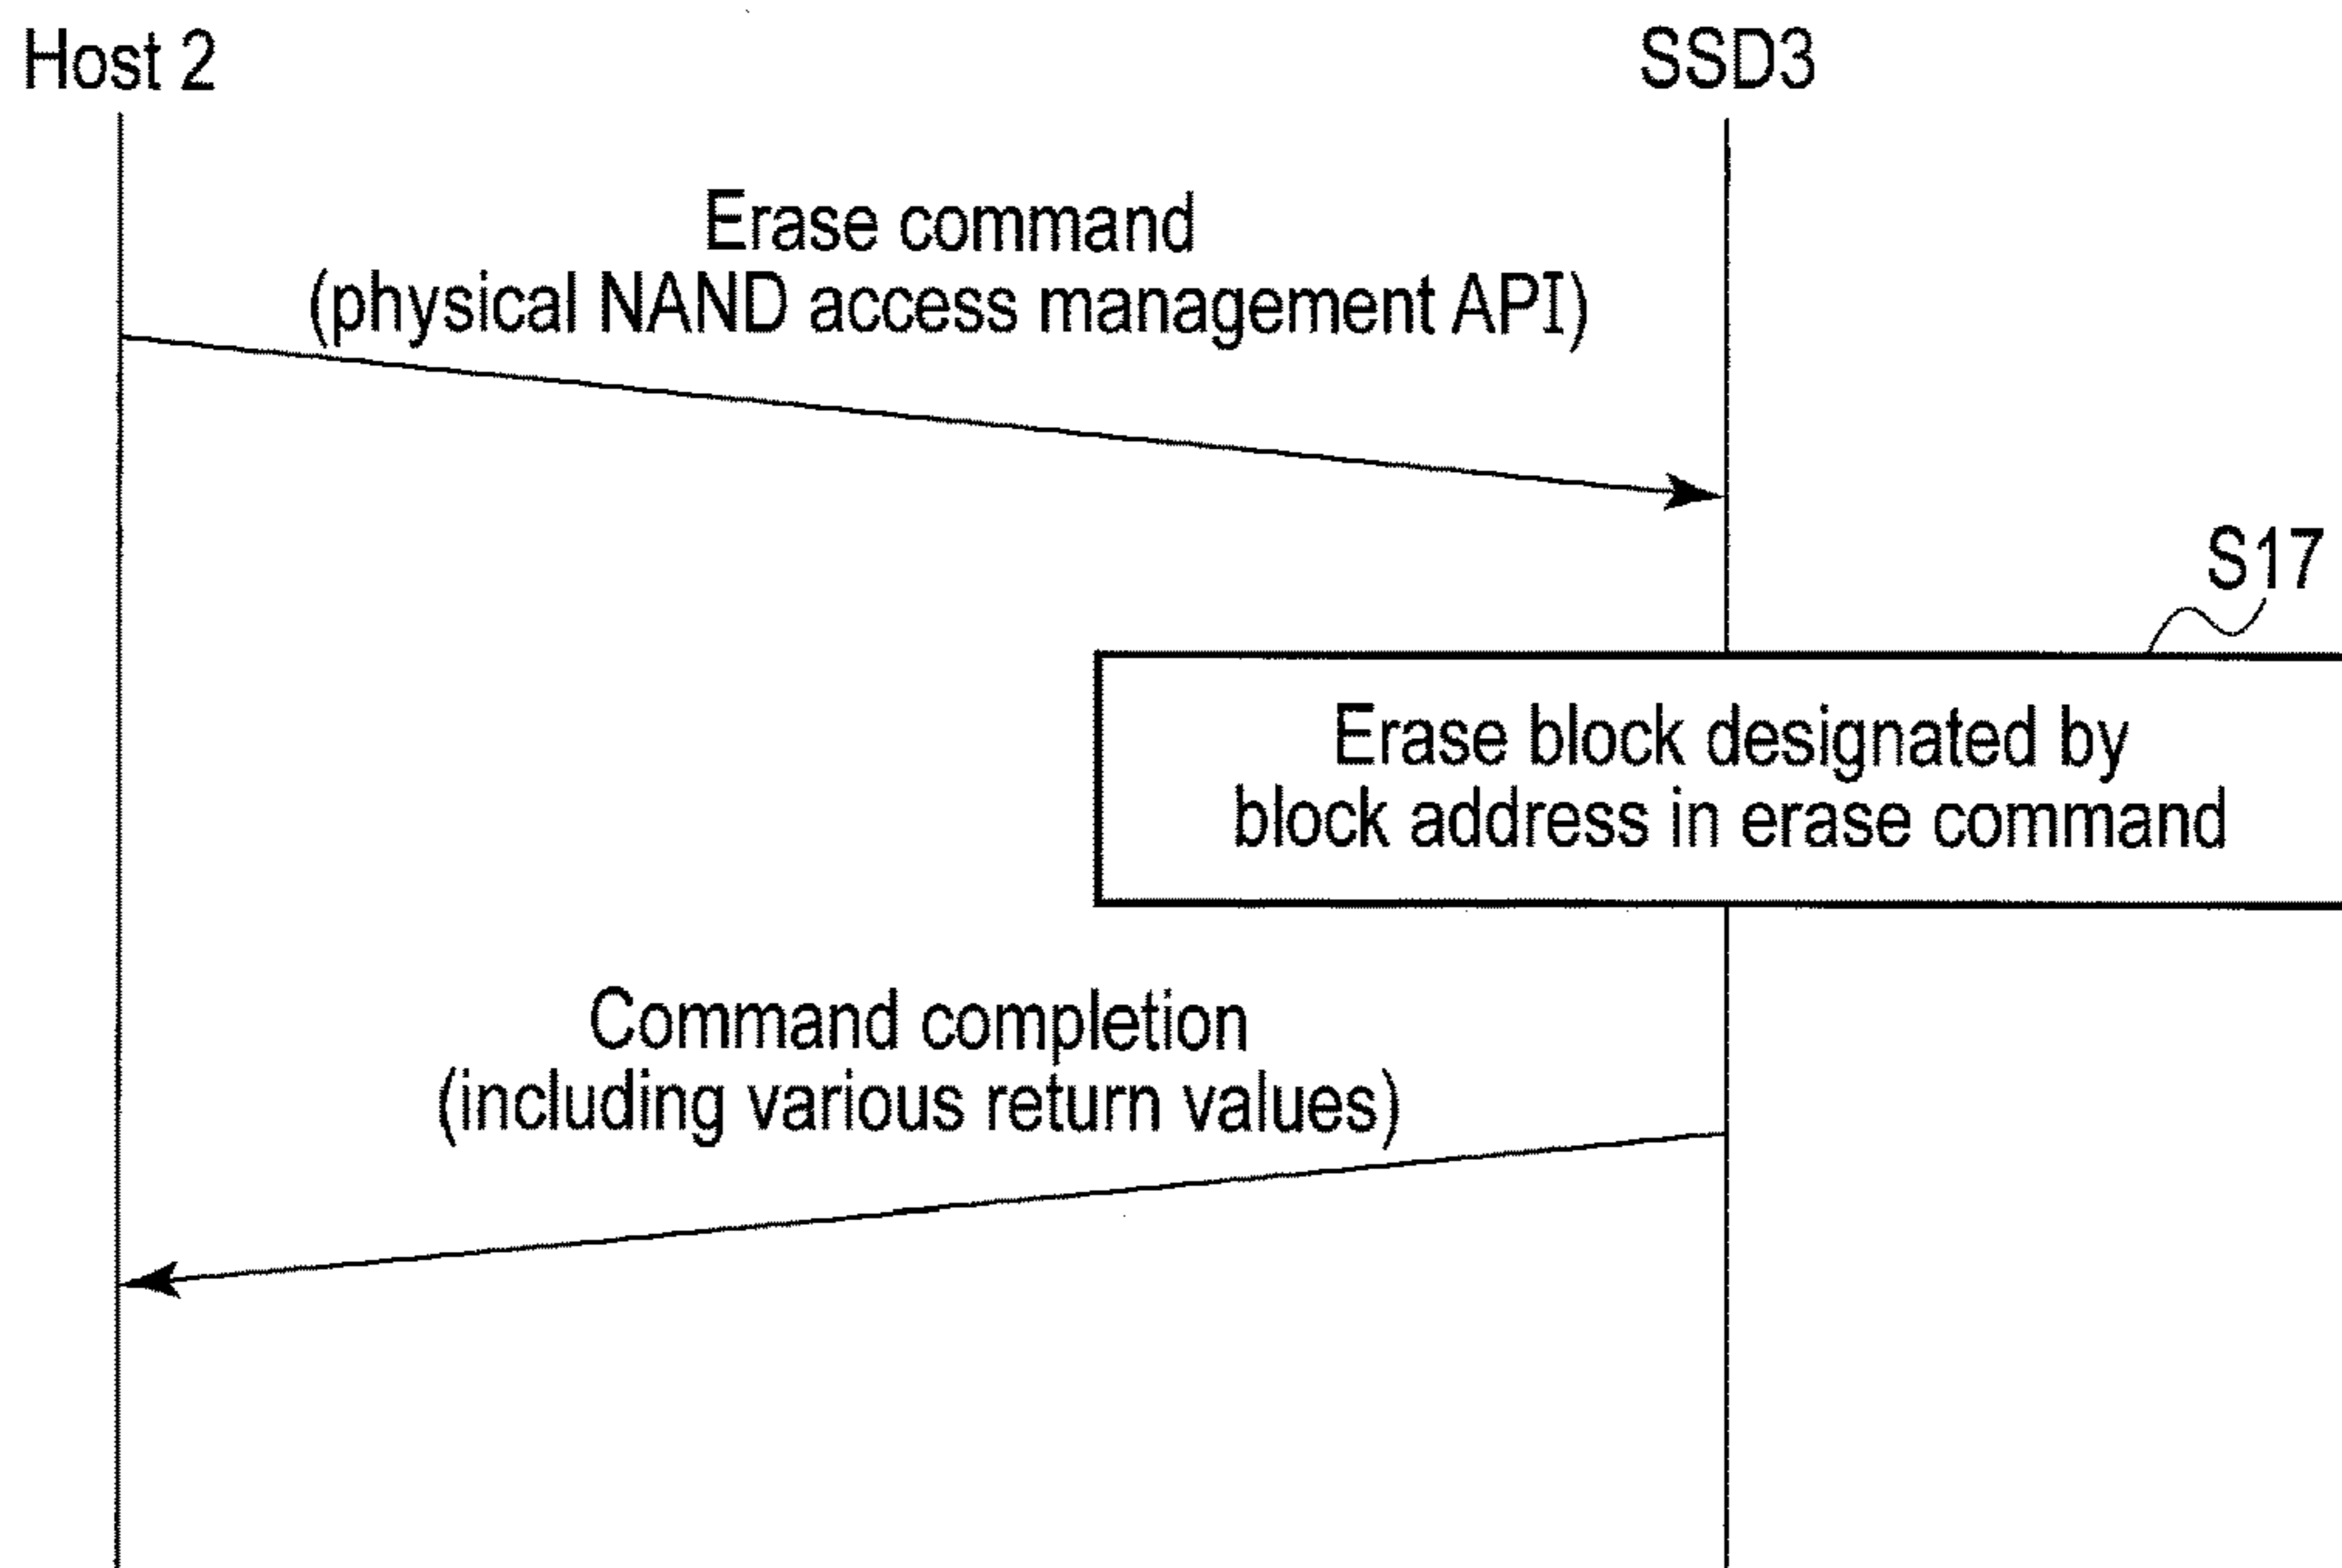 Host 2
SSD3
Erase command
(physical NAND access management API)
S17
Erase block designated by
block address in erase command
Command completion
(including various return values)